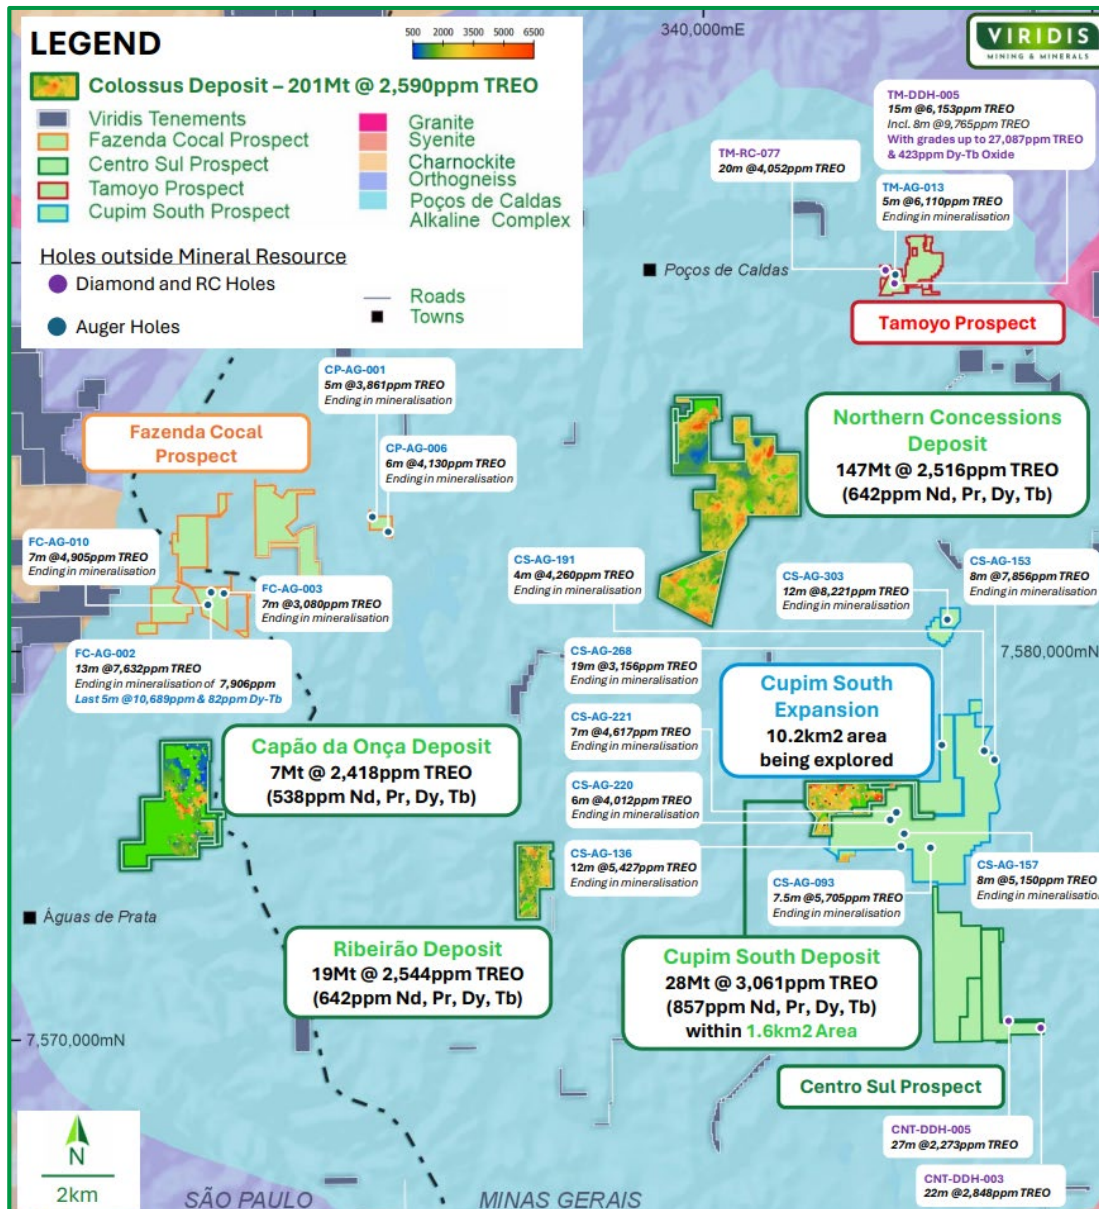 LEGEND
500 2000 3500 5000 6500
Colossus Deposit – 201Mt @ 2,590ppm TREO
Viridis Tenements
Fazenda Cocal Prospect
Centro Sul Prospect
Tamoyo Prospect
Cupim South Prospect
Granite
Syenite
Charnockite
Orthogneiss
Poços de Caldas
Alkaline Complex
Holes outside Mineral Resource
Diamond and RC Holes
Auger Holes
Roads
Towns
340,000mE
VIRIDIS
MINING & MINERALS
TM-DDH-005
15m @6,153ppm TREO
Incl. 8m @9,765ppm TREO
With grades up to 27,087ppm TREO
& 423ppm Dy-Tb Oxide
TM-RC-077
20m @4,052ppm TREO
TM-AG-013
5m @6,110ppm TREO
Ending in mineralisation
Poços de Caldas
Tamoyo Prospect
CP-AG-001
5m @3,861ppm TREO
Ending in mineralisation
CP-AG-006
6m @4,130ppm TREO
Ending in mineralisation
Fazenda Cocal
Prospect
Northern Concessions
Deposit
147Mt @ 2,516ppm TREO
(642ppm Nd, Pr, Dy, Tb)
FC-AG-010
7m @4,905ppm TREO
Ending in mineralisation
FC-AG-003
7m @3,080ppm TREO
Ending in mineralisation
FC-AG-002
13m @7,632ppm TREO
Ending in mineralisation of 7,906ppm
Last 5m @10,689ppm & 82ppm Dy-Tb
CS-AG-191
4m @4,260ppm TREO
Ending in mineralisation
CS-AG-303
12m @8,221ppm TREO
Ending in mineralisation
CS-AG-153
8m @7,856ppm TREO
Ending in mineralisation
7,580,000mN
CS-AG-268
19m @3,156ppm TREO
Ending in mineralisation
CS-AG-221
7m @4,617ppm TREO
Ending in mineralisation
CS-AG-220
6m @4,012ppm TREO
Ending in mineralisation
CS-AG-136
12m @5,427ppm TREO
Ending in mineralisation
Cupim South
Expansion
10.2km2 area
being explored
Capão da Onça Deposit
7Mt @ 2,418ppm TREO
(538ppm Nd, Pr, Dy, Tb)
CS-AG-093
7.5m @5,705ppm TREO
Ending in mineralisation
CS-AG-157
8m @5,150ppm TREO
Ending in mineralisation
Águas de Prata
Ribeirão Deposit
19Mt @ 2,544ppm TREO
(642ppm Nd, Pr, Dy, Tb)
Cupim South Deposit
28Mt @ 3,061ppm TREO
(857ppm Nd, Pr, Dy, Tb)
within 1.6km2 Area
7,570,000mN
Centro Sul Prospect
CNT-DDH-005
27m @2,273ppm TREO
CNT-DDH-003
22m @2,848ppm TREO
N
2km
SÃO PAULO
MINAS GERAIS